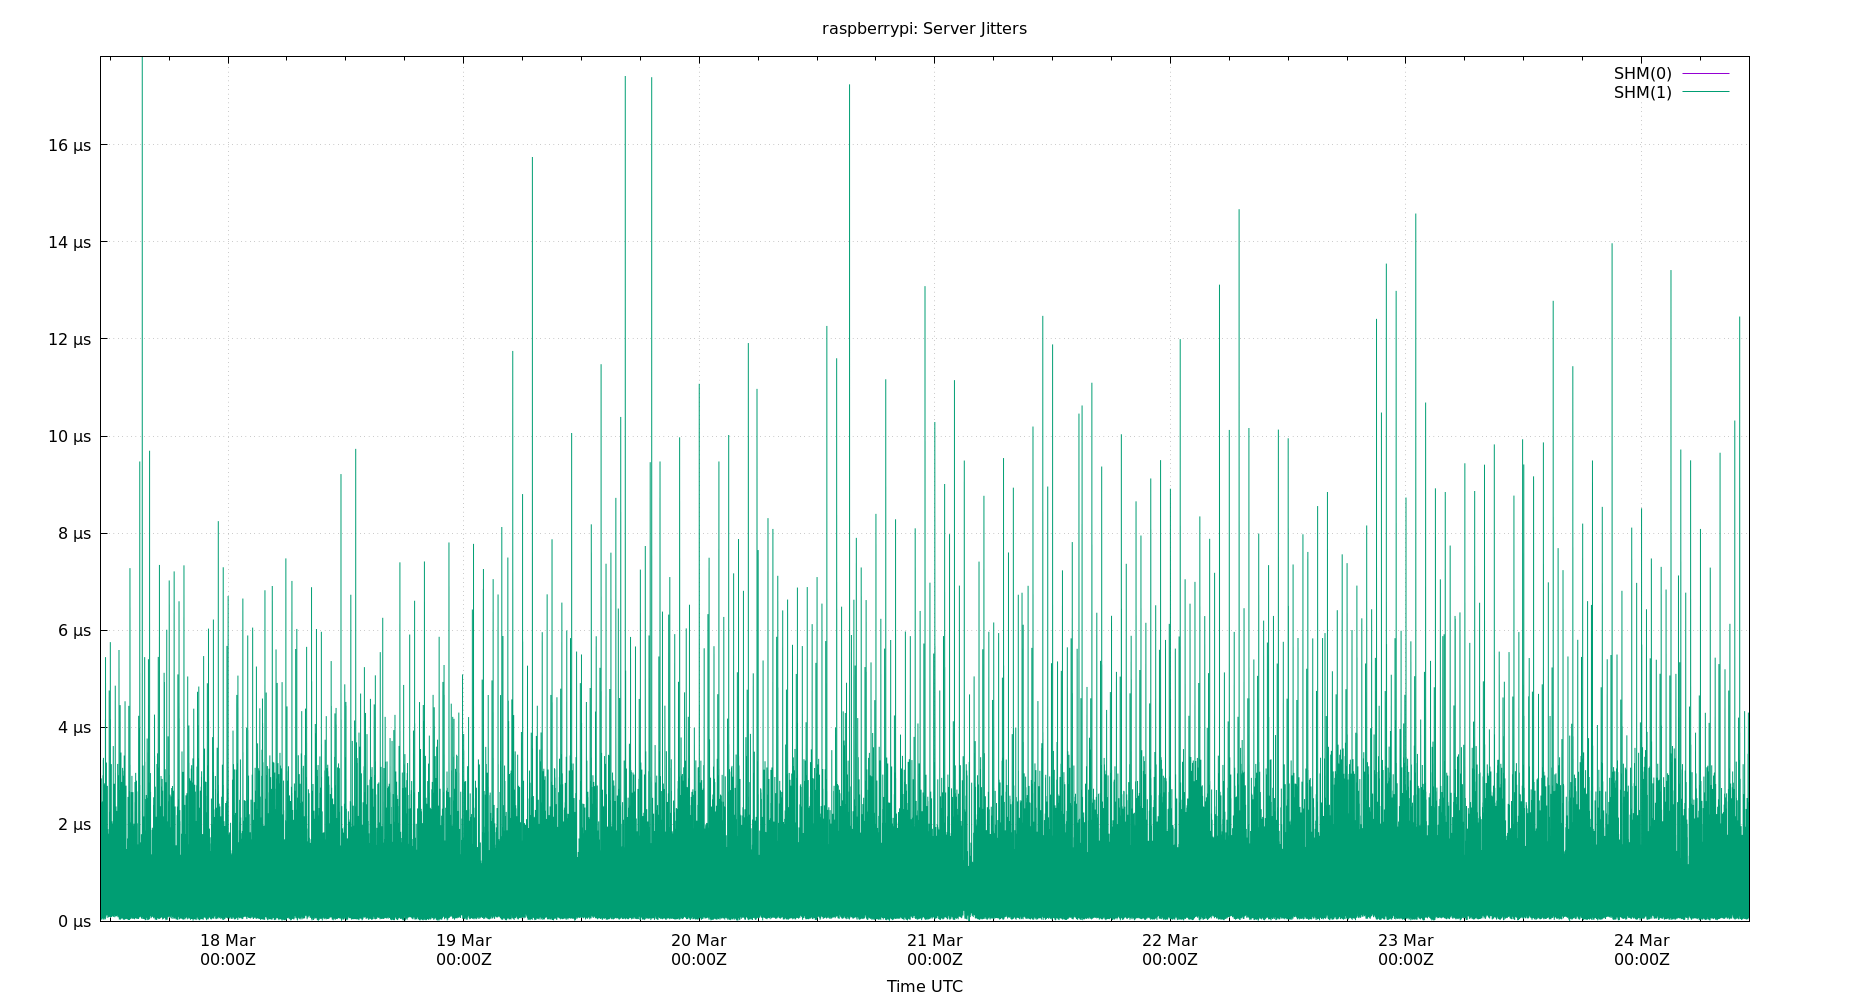 raspberrypi: Server Jitters
SHM(0)
SHM(1)
16 µs
14 µs
12 µs
10 µs
8 µs
6 µs
4 µs
2 µs
0 µs
18 Mar 19 Mar 20 Mar 21 Mar 22 Mar 23 Mar 24 Mar
00:00Z 00:00Z 00:00Z 00:00Z 00:00Z 00:00Z 00:00Z
Time UTC